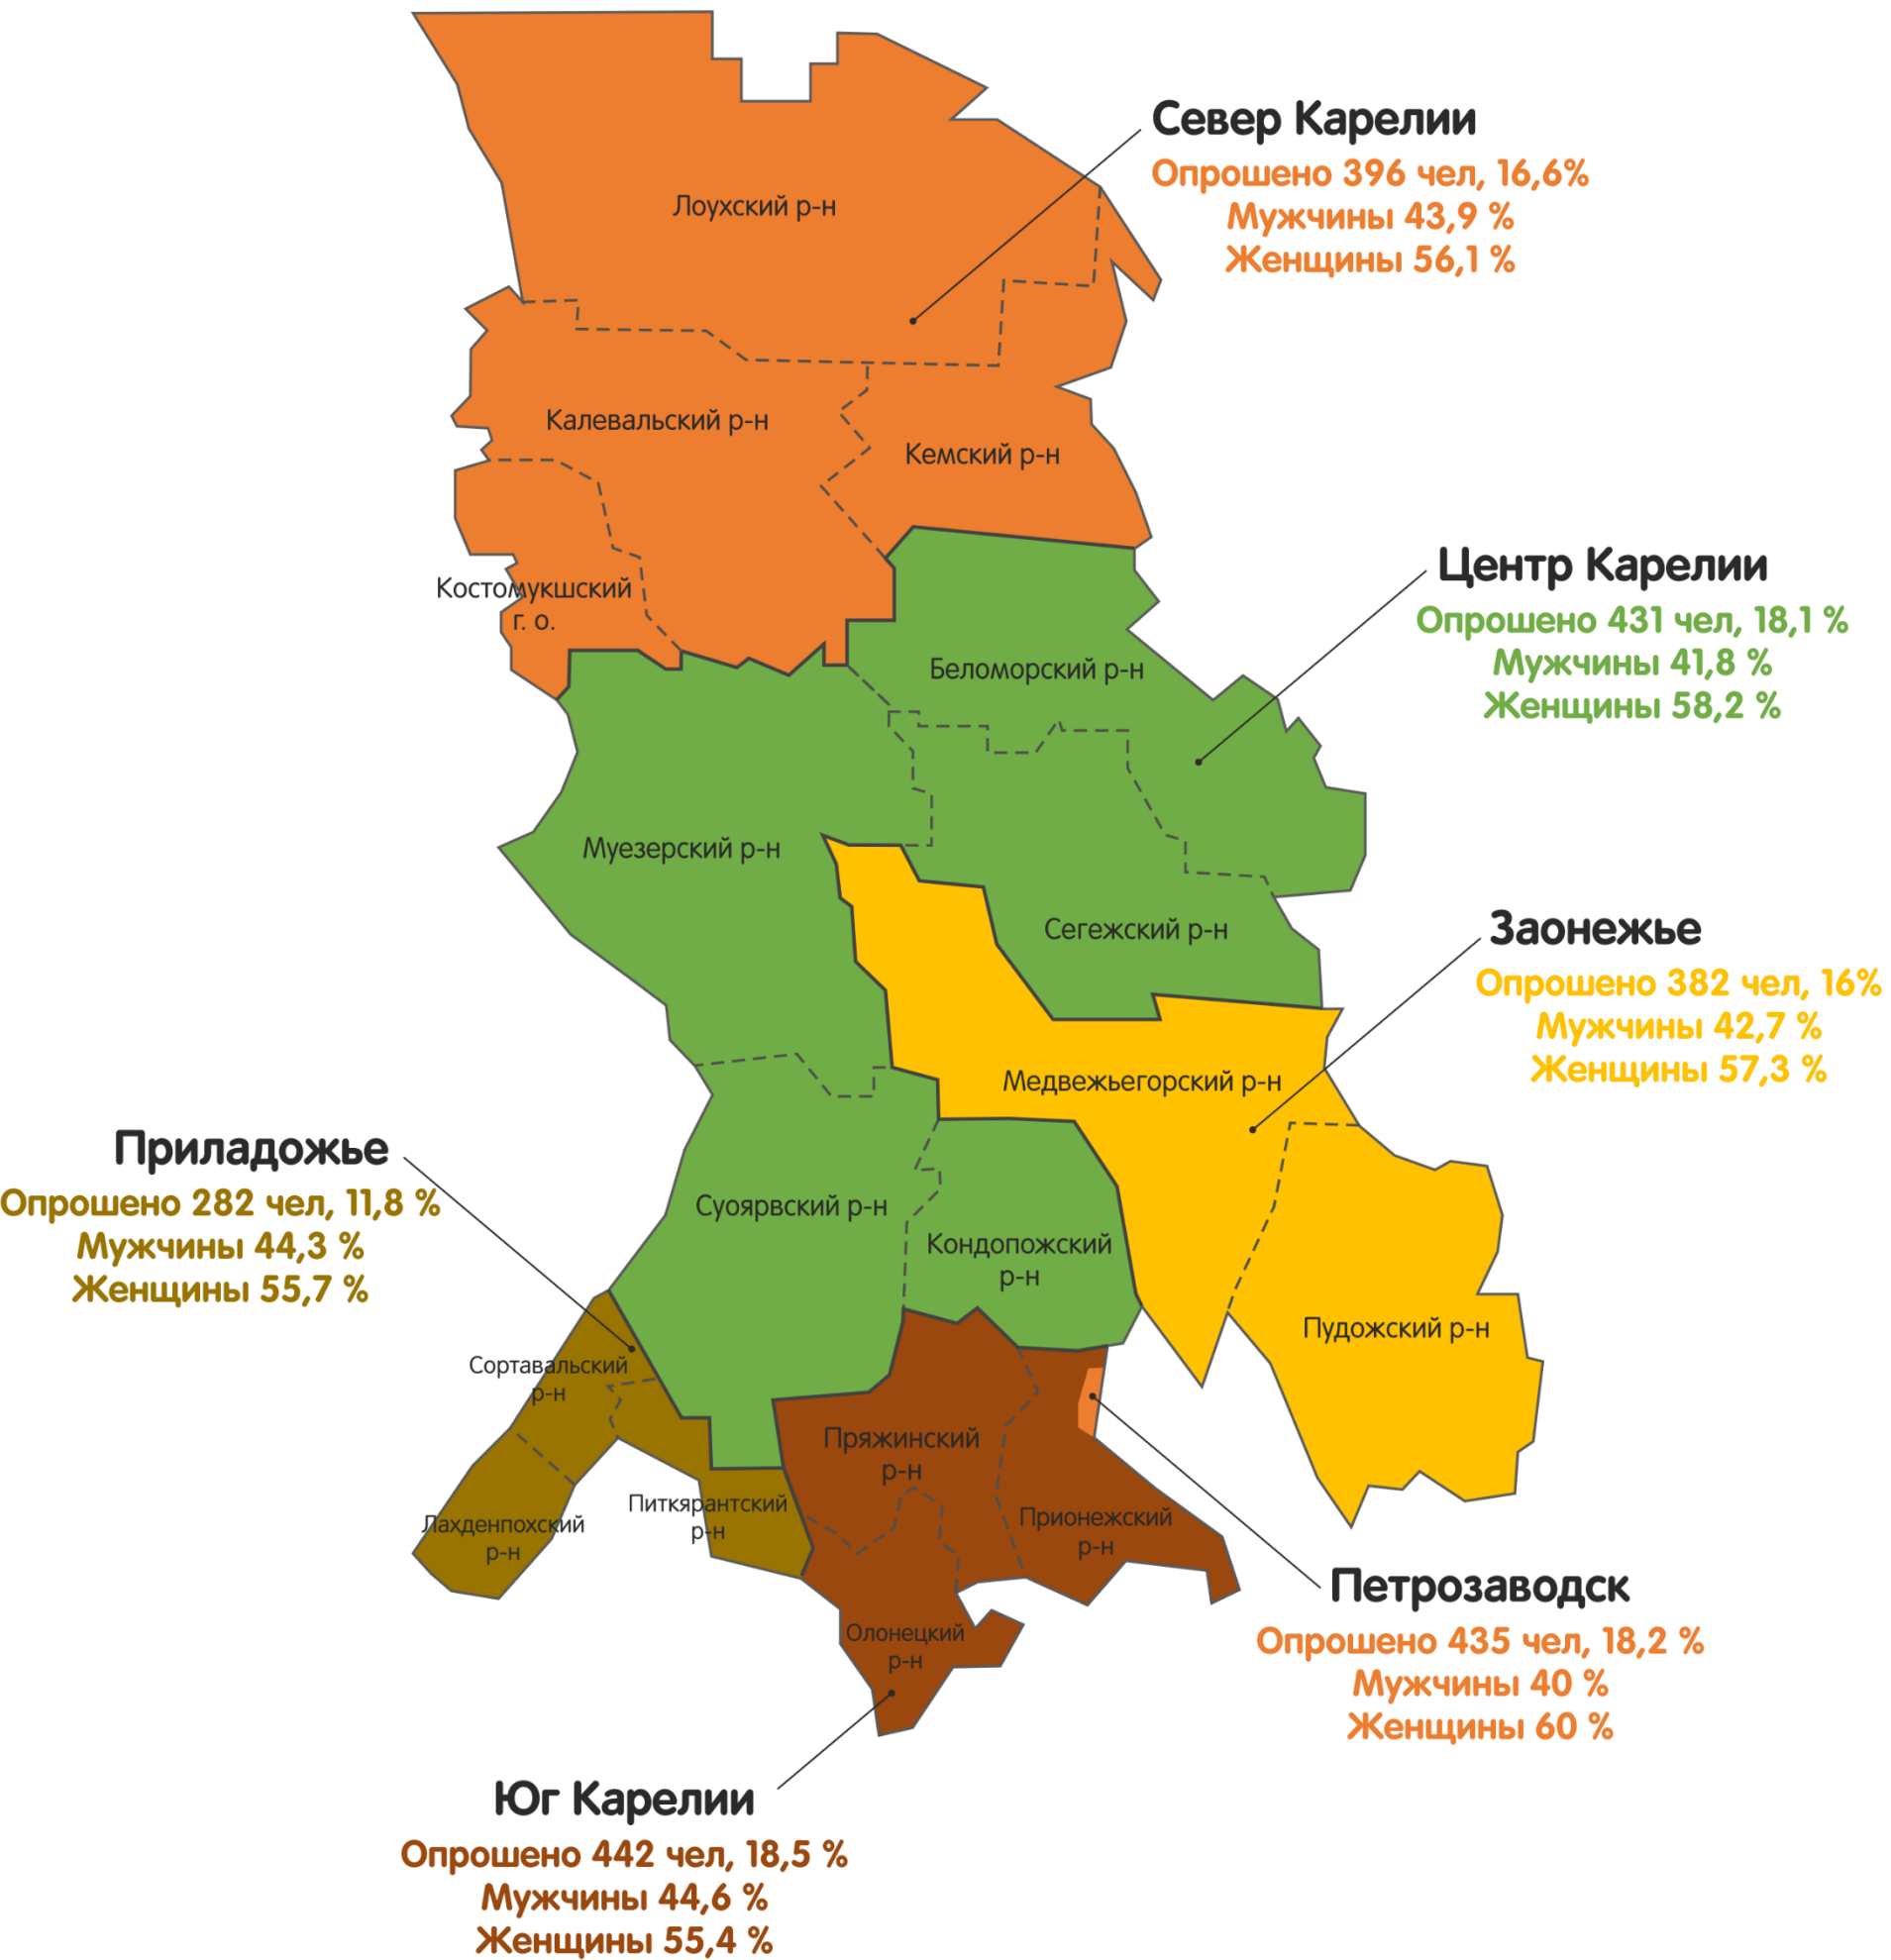 Север Карелии
Опрошено 396 чел, 16,6%
Мужчины 43,9 %
Женщины 56,1 %
Лоухский р-н
Калевальский р-н
Кемский р-н
Костомукшский
г. о.
Центр Карелии
Опрошено 431 чел, 18,1 %
Мужчины 41,8 %
Женщины 58,2 %
Беломорский р-н
Муезерский р-н
Сегежский р-н
Заонежье
Опрошено 382 чел, 16%
Мужчины 42,7 %
Женщины 57,3 %
Медвежьегорский р-н
Приладожье
Опрошено 282 чел, 11,8 %
Мужчины 44,3 %
Женщины 55,7 %
Суоярвский р-н
Кондопожский
р-н
Пудожский р-н
Сортавальский
р-н
Пряжинский
р-н
Питкярантский
р-н
Лахденпохский
р-н
Прионежский
р-н
Петрозаводск
Опрошено 435 чел, 18,2 %
Мужчины 40 %
Женщины 60 %
Олонецкий
р-н
Юг Карелии
Опрошено 442 чел, 18,5 %
Мужчины 44,6 %
Женщины 55,4 %